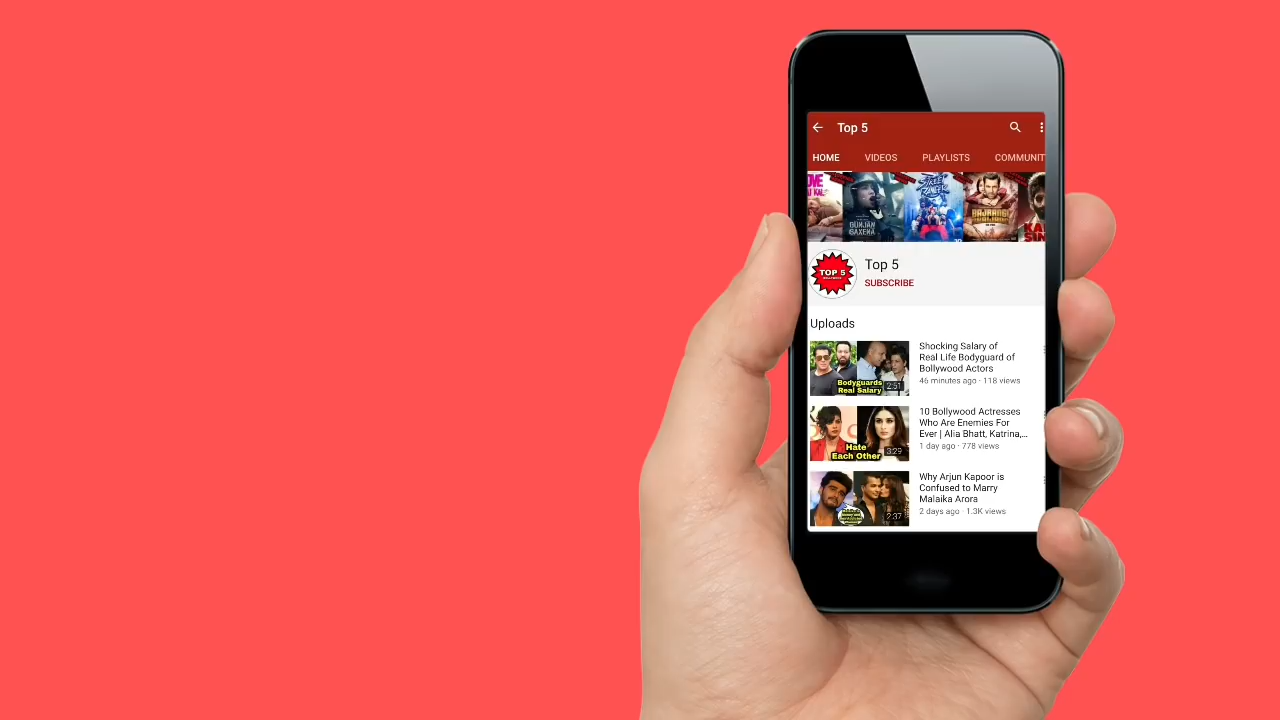 Top 5
HOME VIDEOS PLAYLISTS COMMUNIT
GUNJAN
SAXENA
STREET
DANCER
BAJRANGI
Top 5
TOP 5
SUBSCRIBE
Uploads
Shocking Salary of
Real Life Bodyguard of
Bollywood Actors
46 minutes ago · 118 views
Bodyguards
Real Salary
2:51
10 Bollywood Actresses
Who Are Enemies For
Ever | Alia Bhatt, Katrina,...
1 day ago · 778 views
Hate
Each Other
3:29
Why Arjun Kapoor is
Confused to Marry
Malaika Arora
2 days ago · 1.3K views
2:37